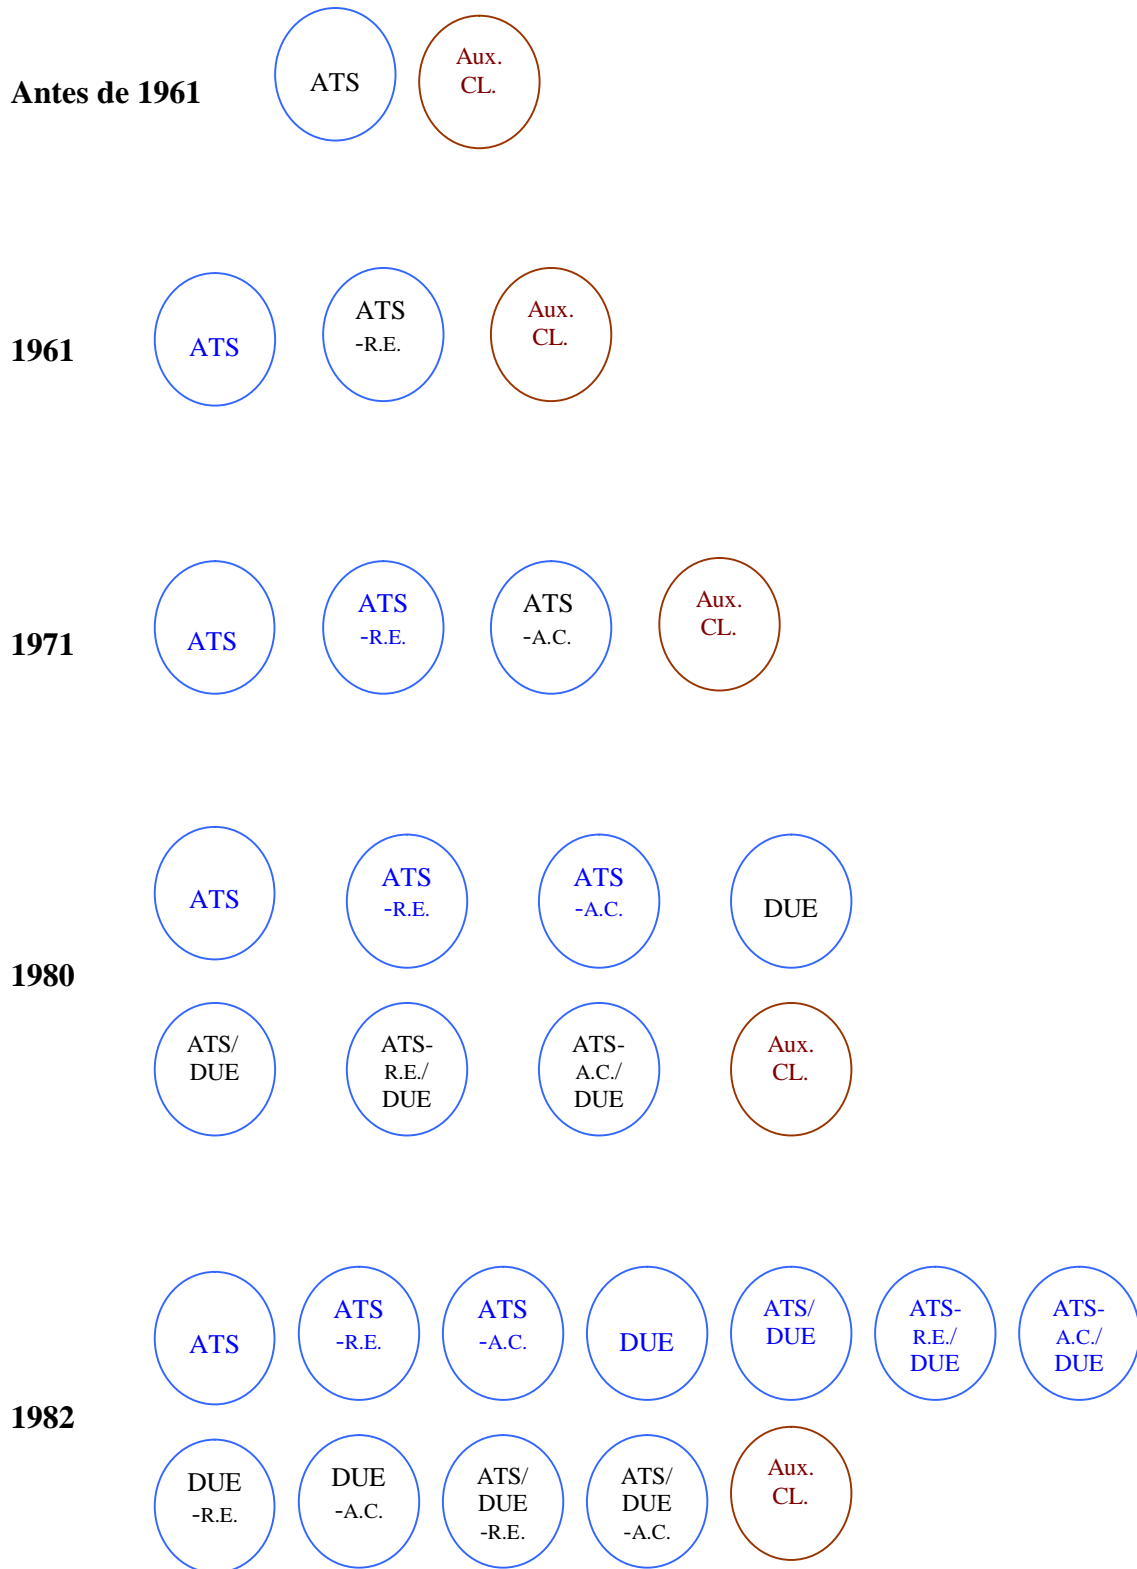 Antes de 1961
ATS
Aux.
CL.
1961
ATS
ATS
-R.E.
Aux.
CL.
1971
ATS
ATS
-R.E.
ATS
-A.C.
Aux.
CL.
1980
ATS
ATS
-R.E.
ATS
-A.C.
DUE
ATS/
DUE
ATS-
R.E./
DUE
ATS-
A.C./
DUE
Aux.
CL.
1982
ATS
ATS
-R.E.
ATS
-A.C.
DUE
ATS/
DUE
ATS-
R.E./
DUE
ATS-
A.C./
DUE
DUE
-R.E.
DUE
-A.C.
ATS/
DUE
-R.E.
ATS/
DUE
-A.C.
Aux.
CL.